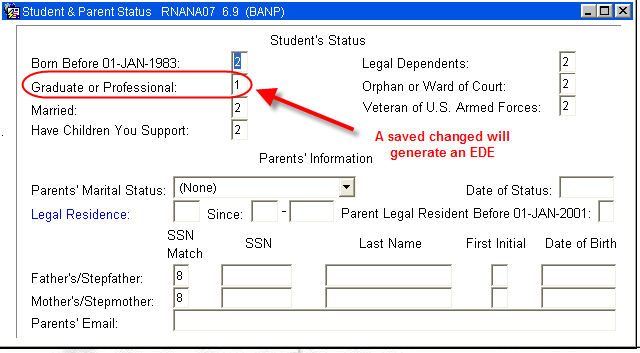 Student & Parent Status RNANA07 6.9 (BANP)
Student's Status
Born Before 01-JAN-1983: 2 Legal Dependents: 2
Graduate or Professional: 1 Orphan or Ward of Court: 2
Married: 2 Veteran of U.S. Armed Forces: 2
Have Children You Support: 2
A saved changed will
generate an EDE
Parents' Information
Parents' Marital Status: (None) Date of Status:
Legal Residence: Since: - Parent Legal Resident Before 01-JAN-2001:
SSN
Match SSN Last Name First Initial Date of Birth
Father's/Stepfather: 8
Mother's/Stepmother: 8
Parents' Email: